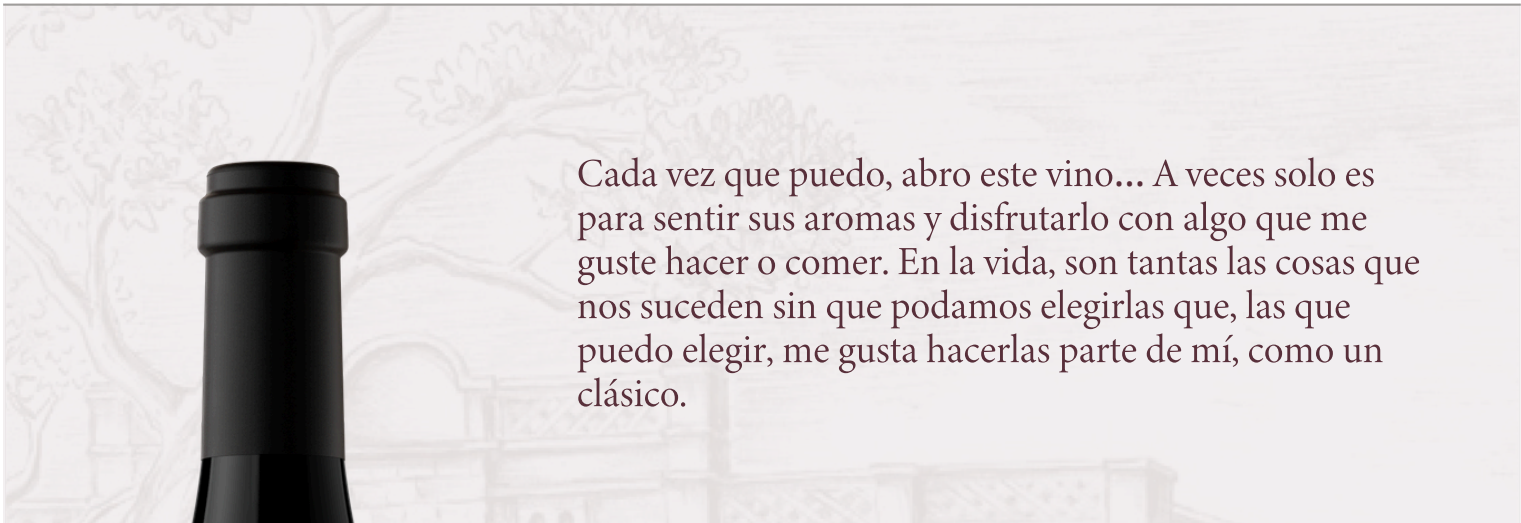 Cada vez que puedo, abro este vino... A veces solo es
para sentir sus aromas y disfrutarlo con algo que me
guste hacer o comer. En la vida, son tantas las cosas que
nos suceden sin que podamos elegirlas que, las que
puedo elegir, me gusta hacerlas parte de mí, como un
clásico.